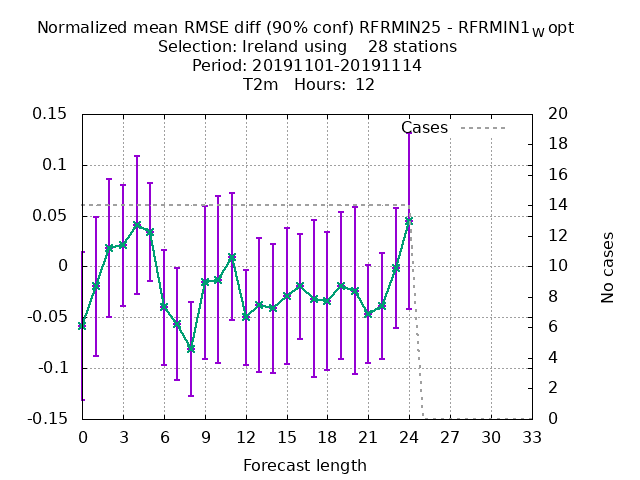 Normalized mean RMSE diff (90% conf) RFRMIN25 - RFRMIN1wopt
Selection: Ireland using 28 stations
Period: 20191101-20191114
T2m Hours: 12
Cases
0.15
0.1
0.05
0
-0.05
-0.1
-0.15
20
18
16
14
12
10
8
6
4
2
0
No cases
0 3 6 9 12 15 18 21 24 27 30 33
Forecast length